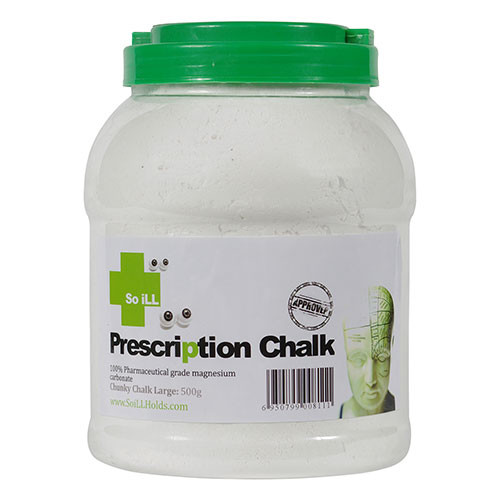 So iLL
APPROVED
Prescription Chalk
100% Pharmaceutical grade magnesium
carbonate
Chunky Chalk Large: 500g
www.SoiLLHolds.com
6 950799 008111